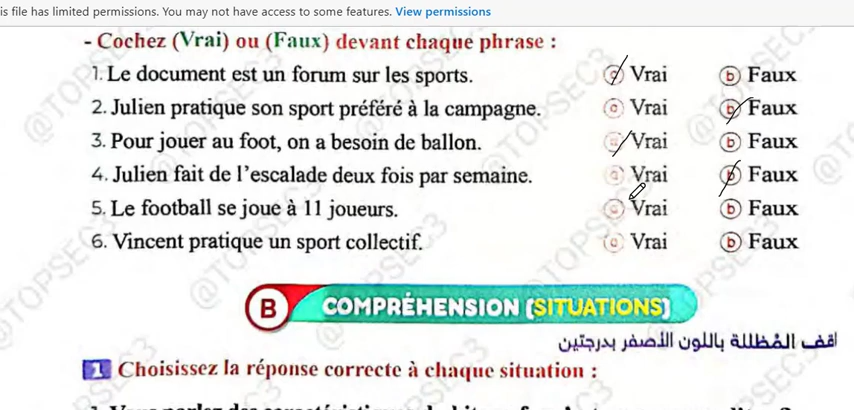 is file has limited permissions. You may not have access to some features. View permissions
- Cochez (Vrai) ou (Faux) devant chaque phrase :
1. Le document est un forum sur les sports. a Vrai b Faux
2. Julien pratique son sport préféré à la campagne. a Vrai b Faux
3. Pour jouer au foot, on a besoin de ballon. a Vrai b Faux
4. Julien fait de l'escalade deux fois par semaine. a Vrai b Faux
5. Le football se joue à 11 joueurs. a Vrai b Faux
6. Vincent pratique un sport collectif. a Vrai b Faux
B COMPRÉHENSION (SITUATIONS)
المُظللة باللون الأصفر بدرجتين
1 Choisissez la réponse correcte à chaque situation :
@TOPSEC3